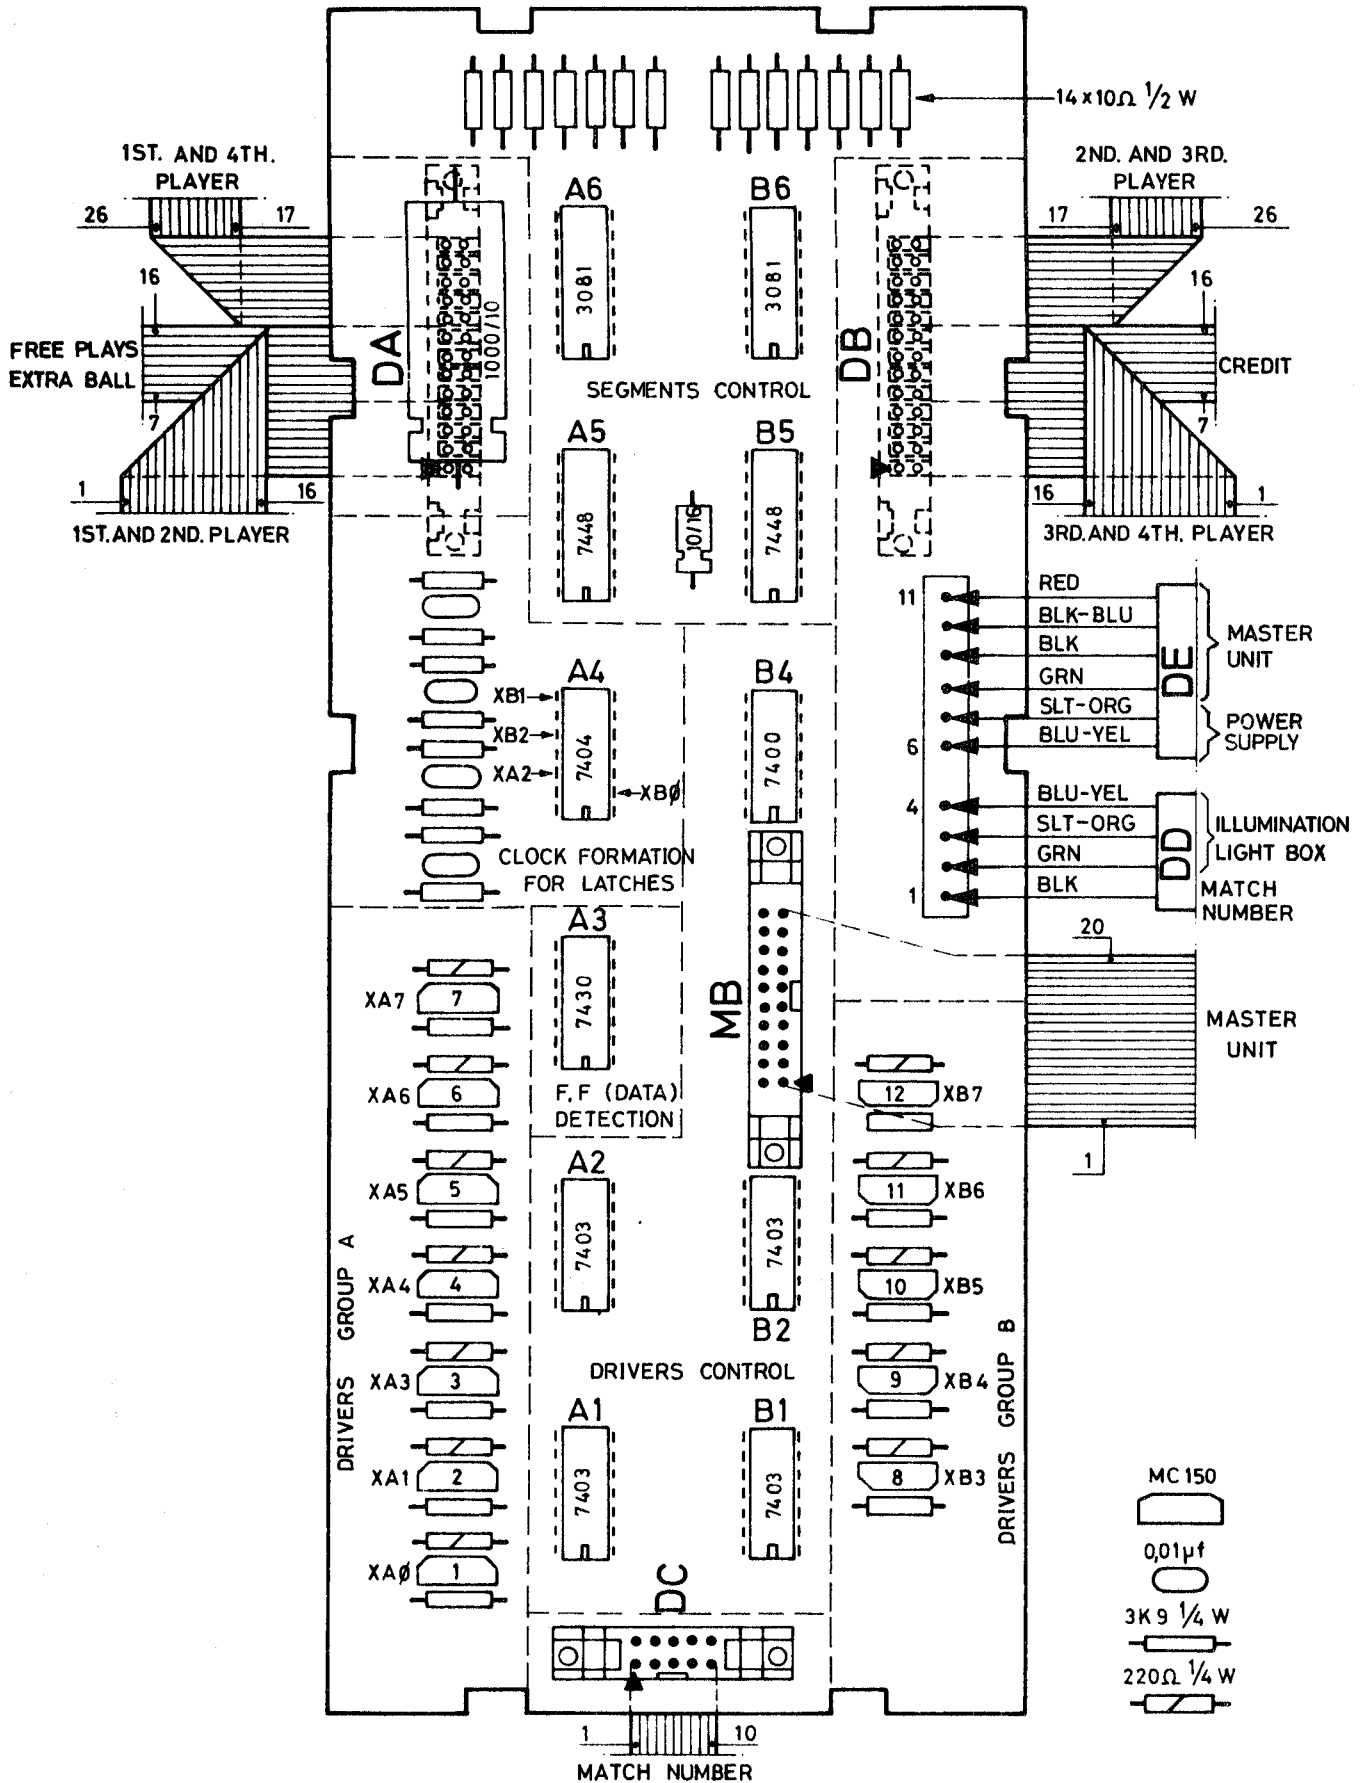 14×10Ω 1/2 W
1ST. AND 4TH.
PLAYER
26
17
2ND. AND 3RD.
PLAYER
17
26
A6
B6
3081
3081
16
16
DA
1000/10
DB
FREE PLAYS
EXTRA BALL
CREDIT
SEGMENTS CONTROL
7
7
A5
B5
7448
10/16
7448
1
16
1ST.AND 2ND. PLAYER
16
1
3RD.AND 4TH. PLAYER
11
RED
BLK-BLU
BLK
GRN
SLT-ORG
6
BLU-YEL
DE
MASTER
UNIT
POWER
SUPPLY
A4
B4
XB1
XB2
XA2
XBØ
7404
7400
4
BLU-YEL
SLT-ORG
GRN
1
BLK
DD
ILLUMINATION
LIGHT BOX
MATCH
NUMBER
CLOCK FORMATION
FOR LATCHES
A3
7430
F.F (DATA)
DETECTION
MB
20
MASTER
UNIT
1
XA7
7
XA6
6
XA5
5
XA4
4
XA3
3
XA1
2
XAØ
1
DRIVERS GROUP A
12
XB7
11
XB6
10
XB5
9
XB4
8
XB3
DRIVERS GROUP B
A2
7403
7403
B2
DRIVERS CONTROL
A1
B1
7403
7403
DC
1
10
MATCH NUMBER
MC150
0,01µf
3K9 1/4 W
220Ω 1/4 W